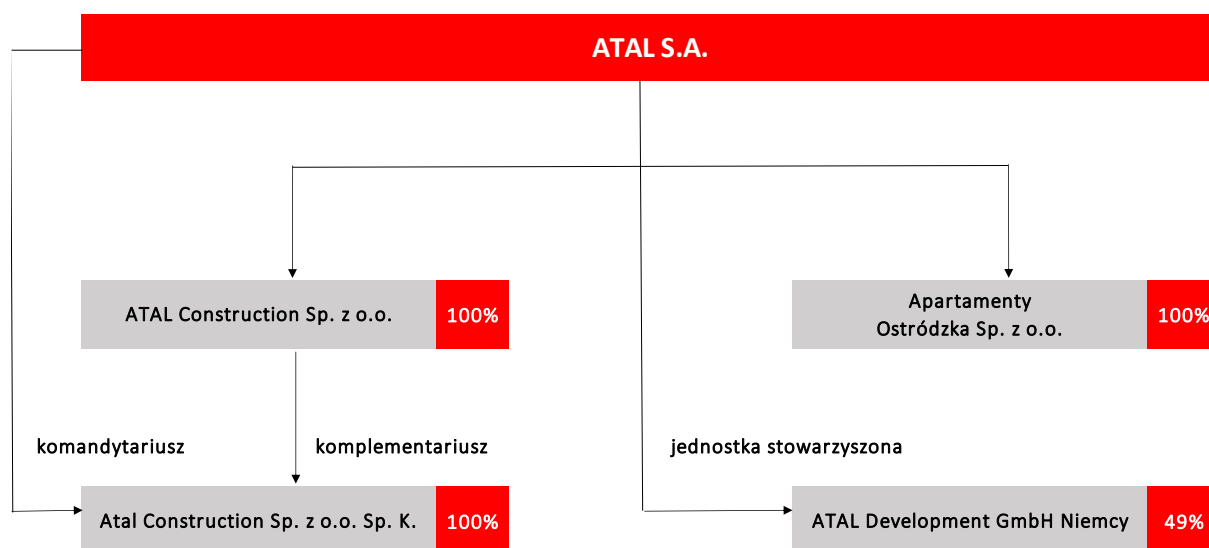 ATAL S.A.
ATAL Construction Sp. z o.o. 100%
Apartamenty
Ostródzka Sp. z o.o. 100%
komandytariusz
komplementariusz
jednostka stowarzyszona
Atal Construction Sp. z o.o. Sp. K. 100%
ATAL Development GmbH Niemcy 49%